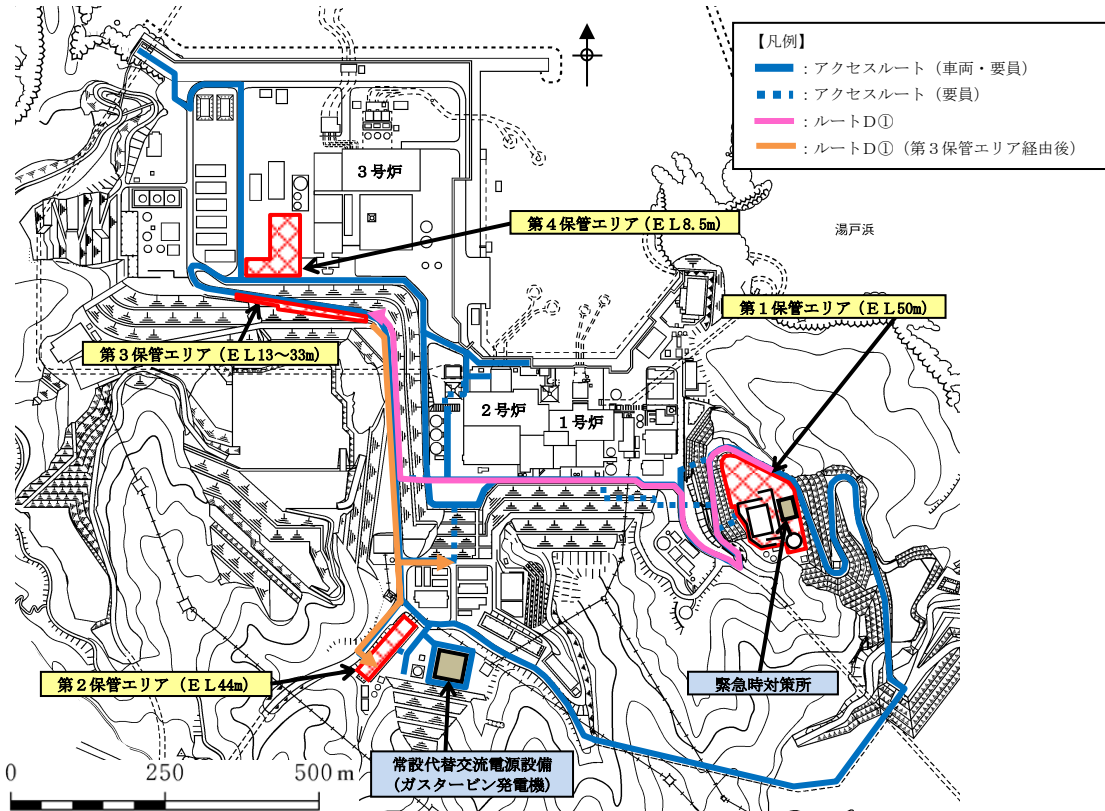 【凡例】
：アクセスルート（車両・要員）
：アクセスルート（要員）
：ルートＤ①
：ルートＤ①（第３保管エリア経由後）
３号炉
第４保管エリア（ＥＬ8.5m）
湯戸浜
第１保管エリア（ＥＬ50m）
第３保管エリア（ＥＬ13～33m）
２号炉
１号炉
第２保管エリア（ＥＬ44m）
緊急時対策所
常設代替交流電源設備
(ガスタービン発電機)
0
250
500 m